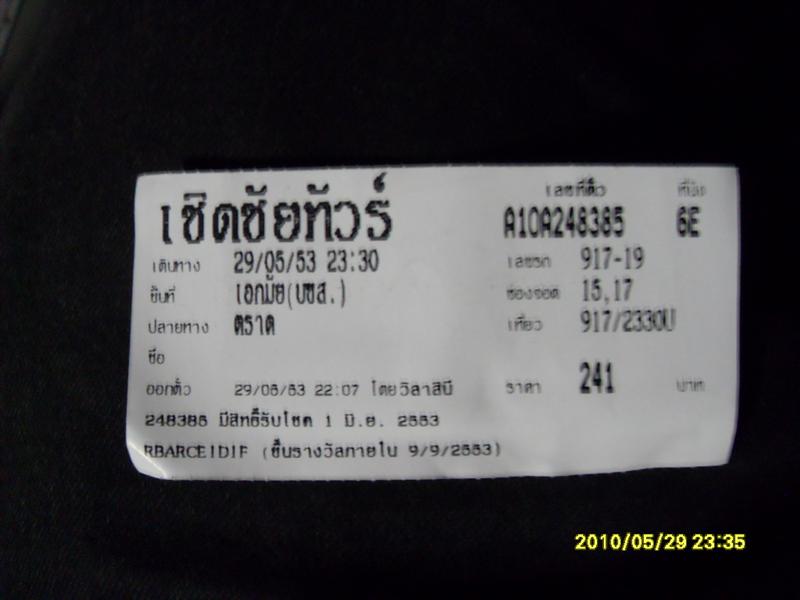 เชิดชัยทัวร์
เลขที่ตั๋ว ที่นั่ง
A10A248385 6E
เดินทาง 29/05/53 23:30 เลขรถ 917-19
ขึ้นที่ เอกมัย(บขส.) ช่องจอด 15,17
ปลายทาง ตราด เที่ยว 917/2330U
ชื่อ
ออกตั๋ว 29/05/53 22:07 โดยวิลาสินี ราคา 241 บาท
248385 มีสิทธิ์รับโชค 1 มิ.ย. 2553
RBARCEIDIF (ขึ้นรางวัลภายใน 9/9/2553)
2010/05/29 23:35